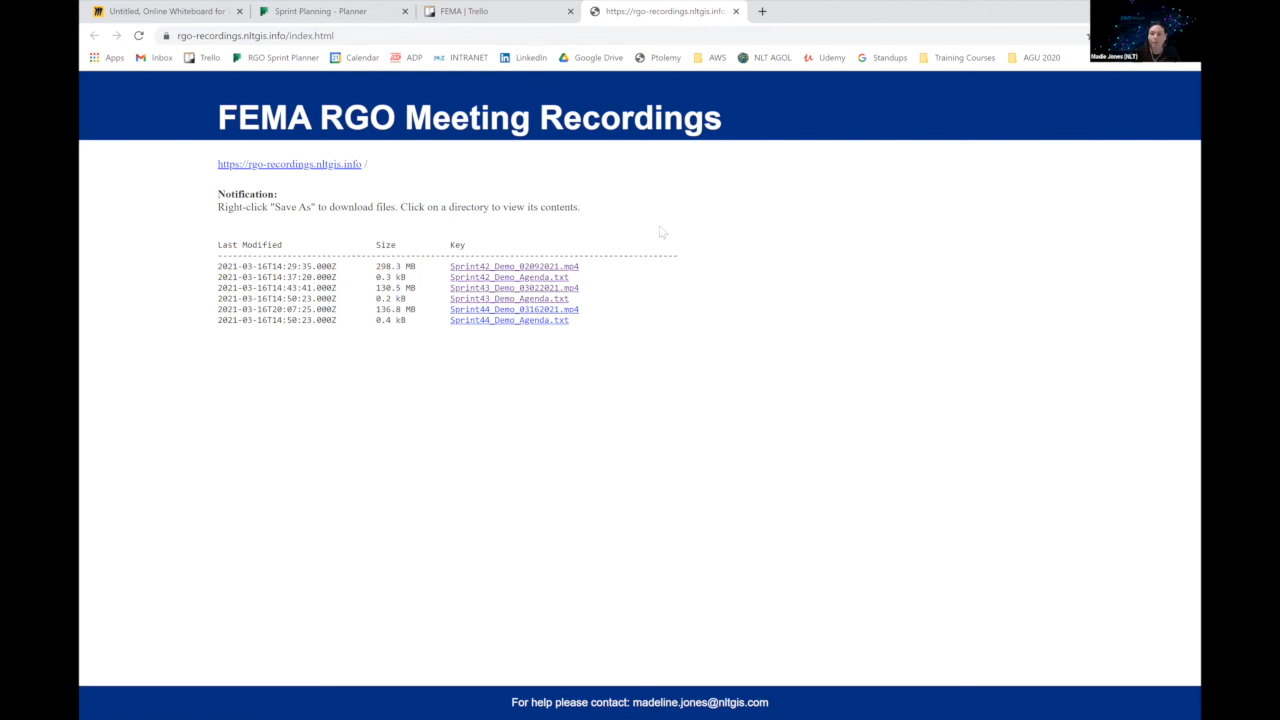 Untitled, Online Whiteboard for
Sprint Planning - Planner
FEMA | Trello
https://rgo-recordings.nltgis.info
rgo-recordings.nltgis.info/index.html
Apps
Inbox
Trello
RGO Sprint Planner
Calendar
ADP
INTRANET
LinkedIn
Google Drive
Ptolemy
AWS
NLT AGOL
Udemy
Standups
Training Courses
AGU 2020
Madie Jones (NLT)
FEMA RGO Meeting Recordings
https://rgo-recordings.nltgis.info /
Notification:
Right-click "Save As" to download files. Click on a directory to view its contents.
Last Modified Size Key
--------------------------------------------------------------------------------------------
2021-03-16T14:29:35.000Z 298.3 MB Sprint42_Demo_02092021.mp4
2021-03-16T14:37:20.000Z 0.3 kB Sprint42_Demo_Agenda.txt
2021-03-16T14:43:41.000Z 130.5 MB Sprint43_Demo_03022021.mp4
2021-03-16T14:50:23.000Z 0.2 kB Sprint43_Demo_Agenda.txt
2021-03-16T20:07:25.000Z 136.8 MB Sprint44_Demo_03162021.mp4
2021-03-16T14:50:23.000Z 0.4 kB Sprint44_Demo_Agenda.txt
For help please contact: madeline.jones@nltgis.com